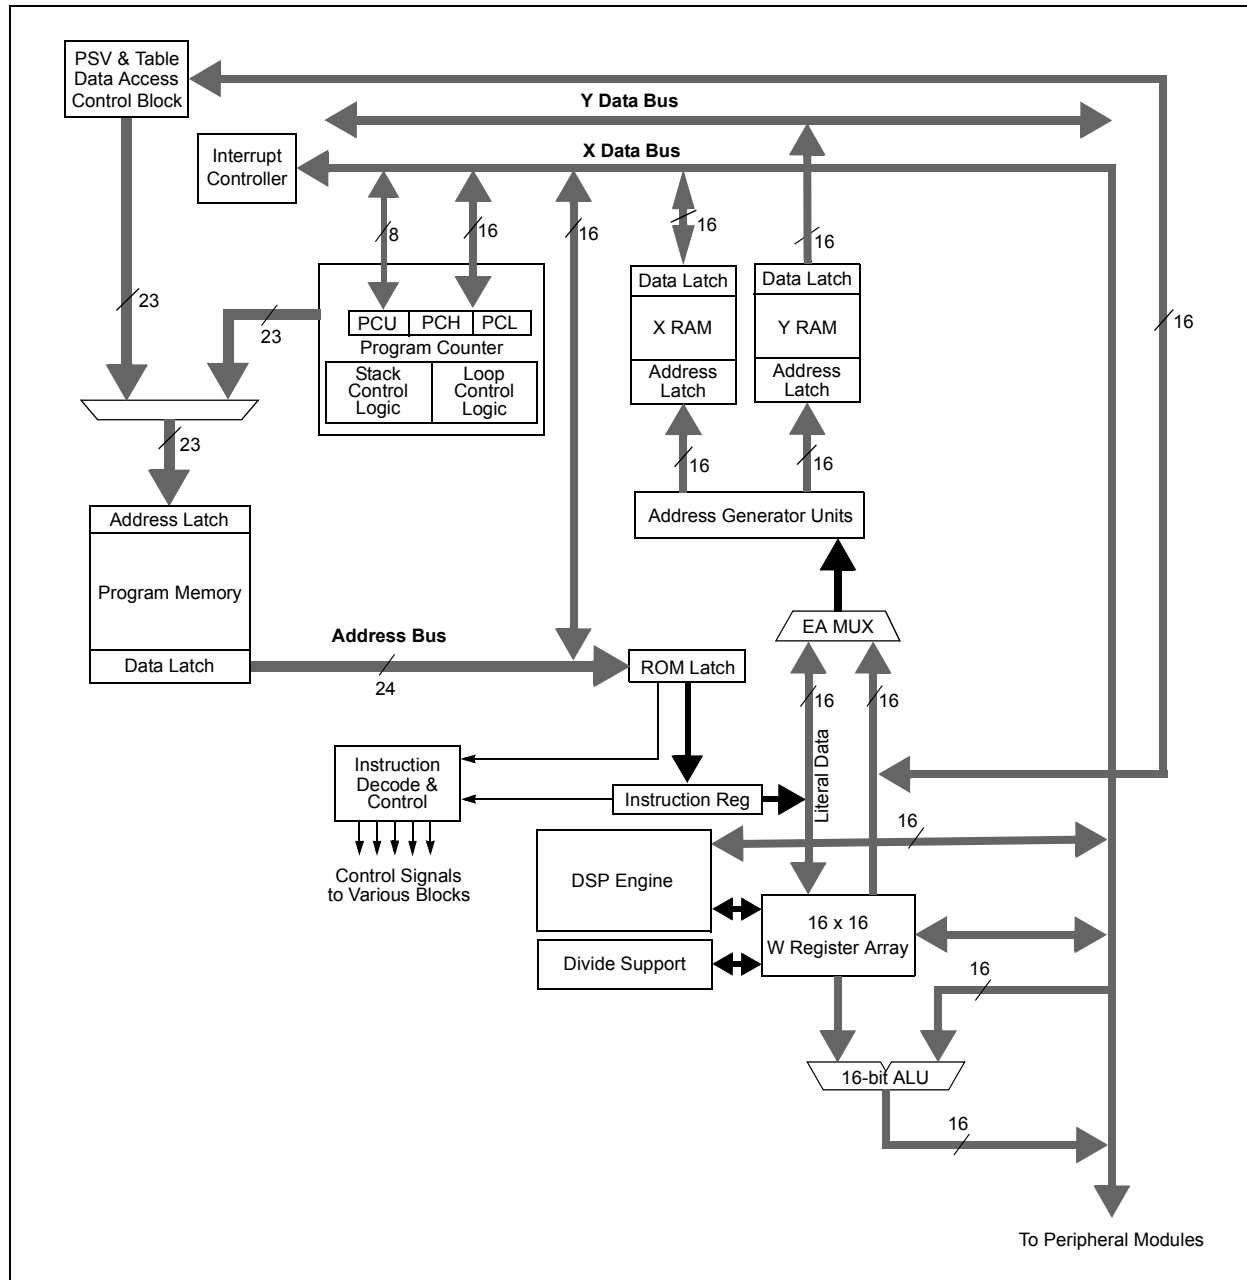 PSV & Table
Data Access
Control Block
Y Data Bus
Interrupt
Controller
X Data Bus
8
16
16
16
16
23
23
16
PCU
PCH
PCL
Program Counter
Stack
Control
Logic
Loop
Control
Logic
Data Latch
X RAM
Address
Latch
Data Latch
Y RAM
Address
Latch
23
16
16
Address Latch
Program Memory
Data Latch
Address Generator Units
EA MUX
Address Bus
24
ROM Latch
16
16
Literal Data
Instruction
Decode &
Control
Instruction Reg
Control Signals
to Various Blocks
16
DSP Engine
16 x 16
W Register Array
Divide Support
16
16-bit ALU
16
To Peripheral Modules